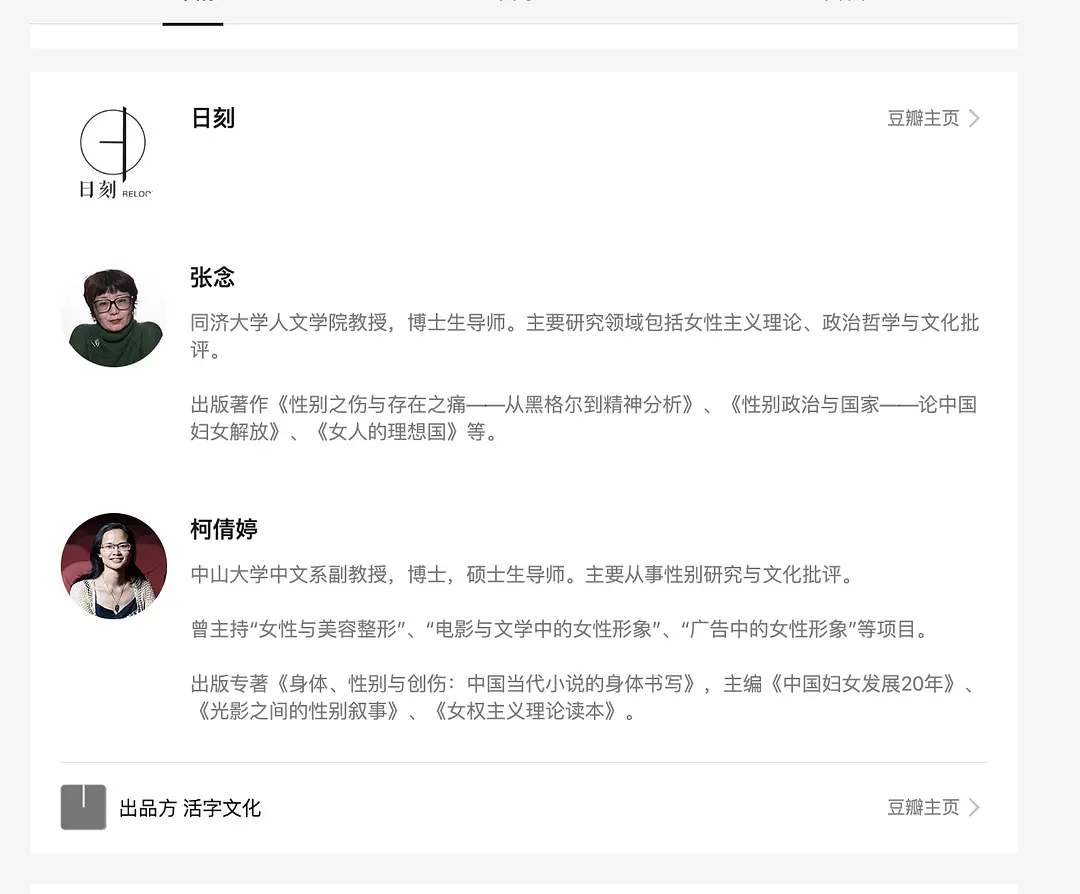 日刻
豆瓣主页
日刻
张念
同济大学人文学院教授，博士生导师。主要研究领域包括女性主义理论、政治哲学与文化批
评。
出版著作《性别之伤与存在之痛——从黑格尔到精神分析》、《性别政治与国家——论中国
妇女解放》、《女人的理想国》等。
柯倩婷
中山大学中文系副教授，博士，硕士生导师。主要从事性别研究与文化批评。
曾主持“女性与美容整形”、“电影与文学中的女性形象”、“广告中的女性形象”等项目。
出版专著《身体、性别与创伤：中国当代小说的身体书写》，主编《中国妇女发展20年》、
《光影之间的性别叙事》、《女权主义理论读本》。
出品方 活字文化
豆瓣主页